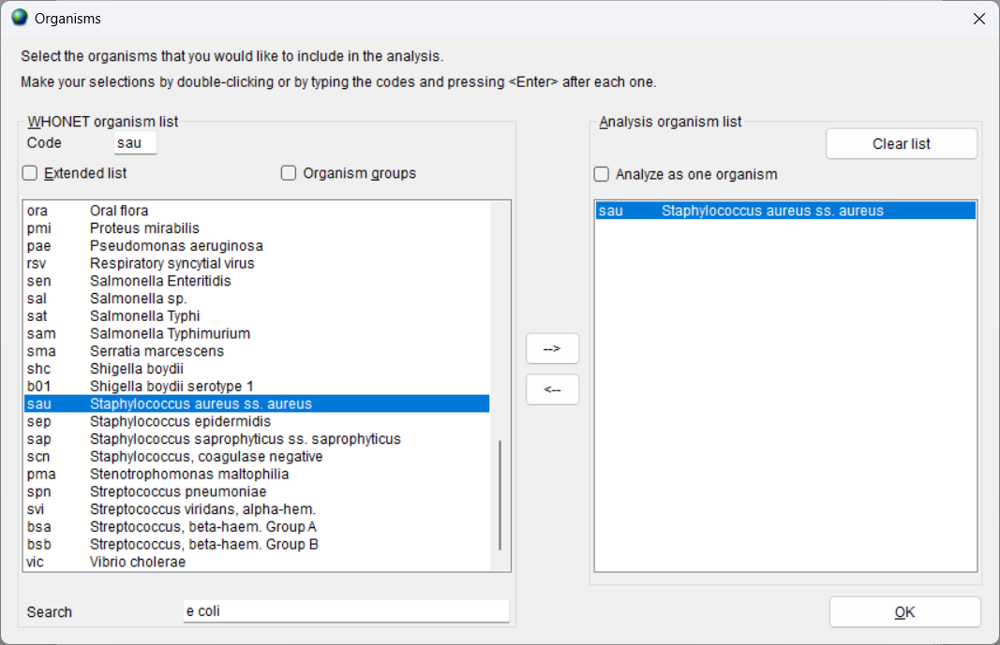 Organisms
Select the organisms that you would like to include in the analysis.
Make your selections by double-clicking or by typing the codes and pressing <Enter> after each one.
WHONET organism list
Code sau
Extended list Organism groups
ora Oral flora
pmi Proteus mirabilis
pae Pseudomonas aeruginosa
rsv Respiratory syncytial virus
sen Salmonella Enteritidis
sal Salmonella sp.
sat Salmonella Typhi
sam Salmonella Typhimurium
sma Serratia marcescens
shc Shigella boydii
b01 Shigella boydii serotype 1
sau Staphylococcus aureus ss. aureus
sep Staphylococcus epidermidis
sap Staphylococcus saprophyticus ss. saprophyticus
scn Staphylococcus, coagulase negative
pma Stenotrophomonas maltophilia
spn Streptococcus pneumoniae
svi Streptococcus viridans, alpha-hem.
bsa Streptococcus, beta-haem. Group A
bsb Streptococcus, beta-haem. Group B
vic Vibrio cholerae
Search e coli
-->
<--
Analysis organism list
Clear list
Analyze as one organism
sau Staphylococcus aureus ss. aureus
OK